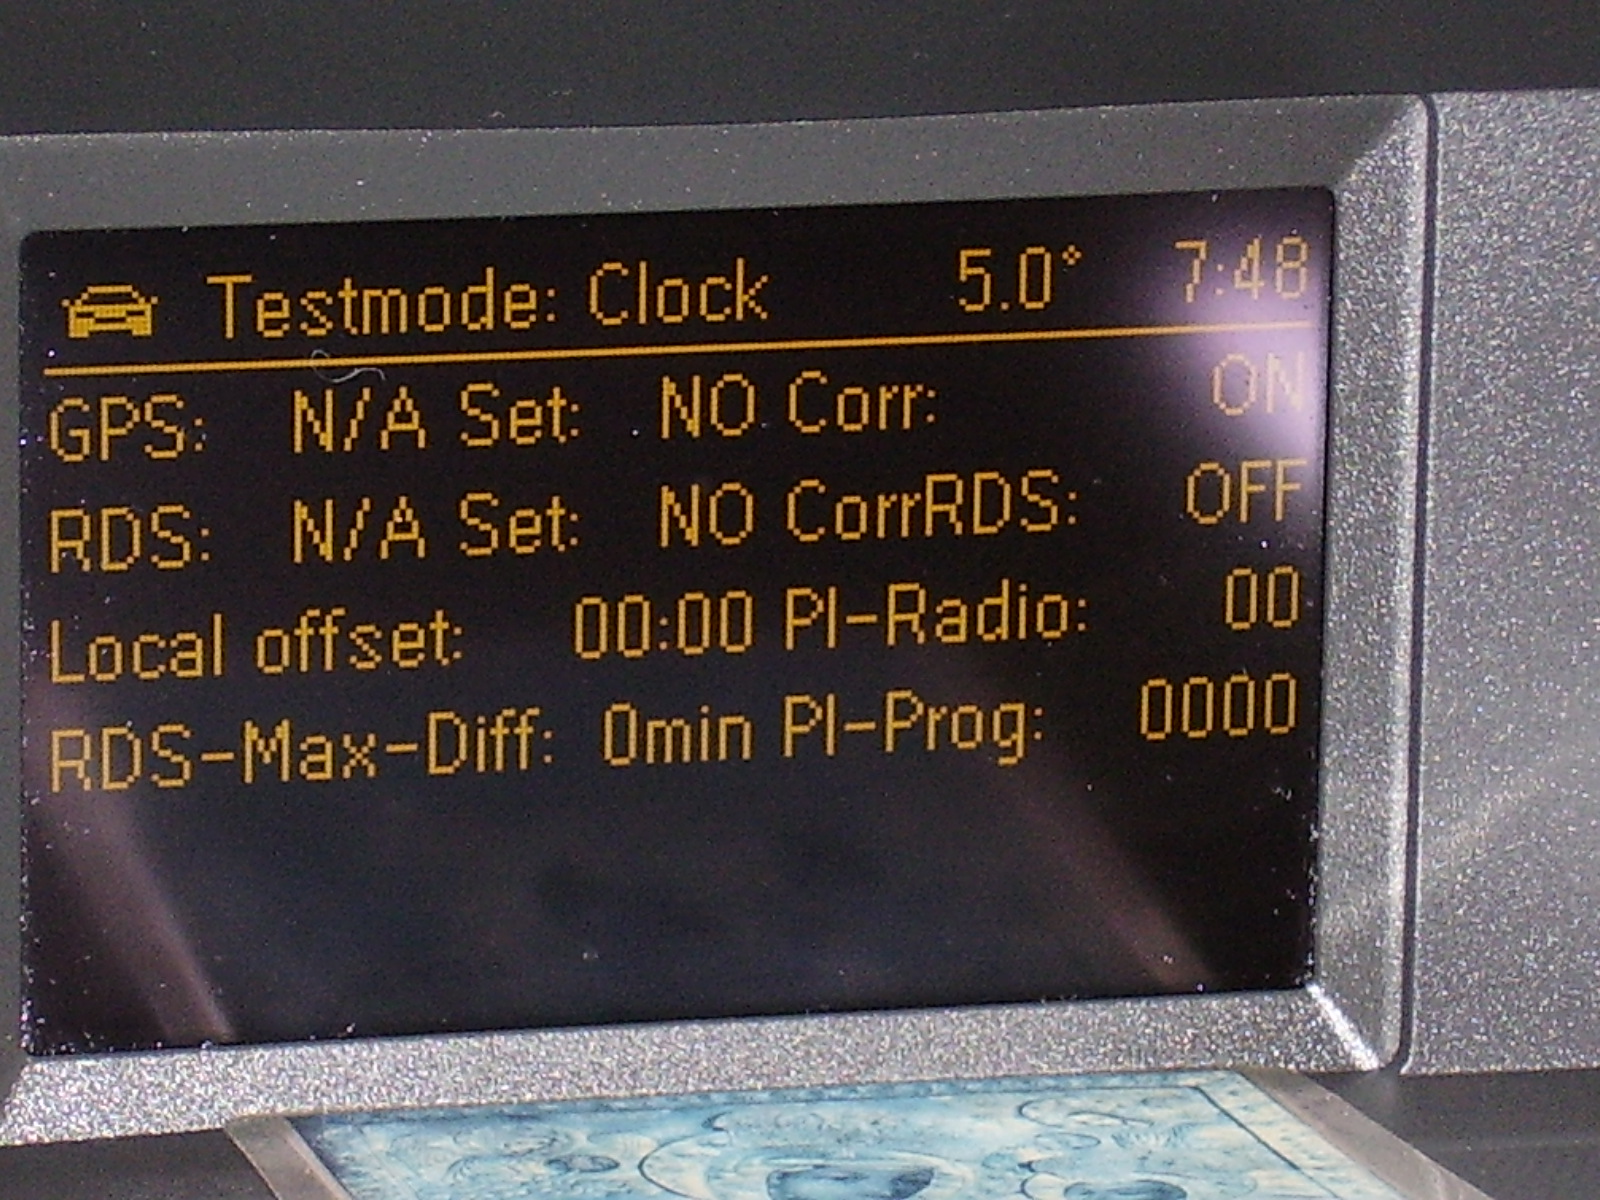 Testmode: Clock 5.0° 7:48
GPS: N/A Set: NO Corr: ON
RDS: N/A Set: NO CorrRDS: OFF
Local offset: 00:00 PI-Radio: 00
RDS-Max-Diff: 0min PI-Prog: 0000